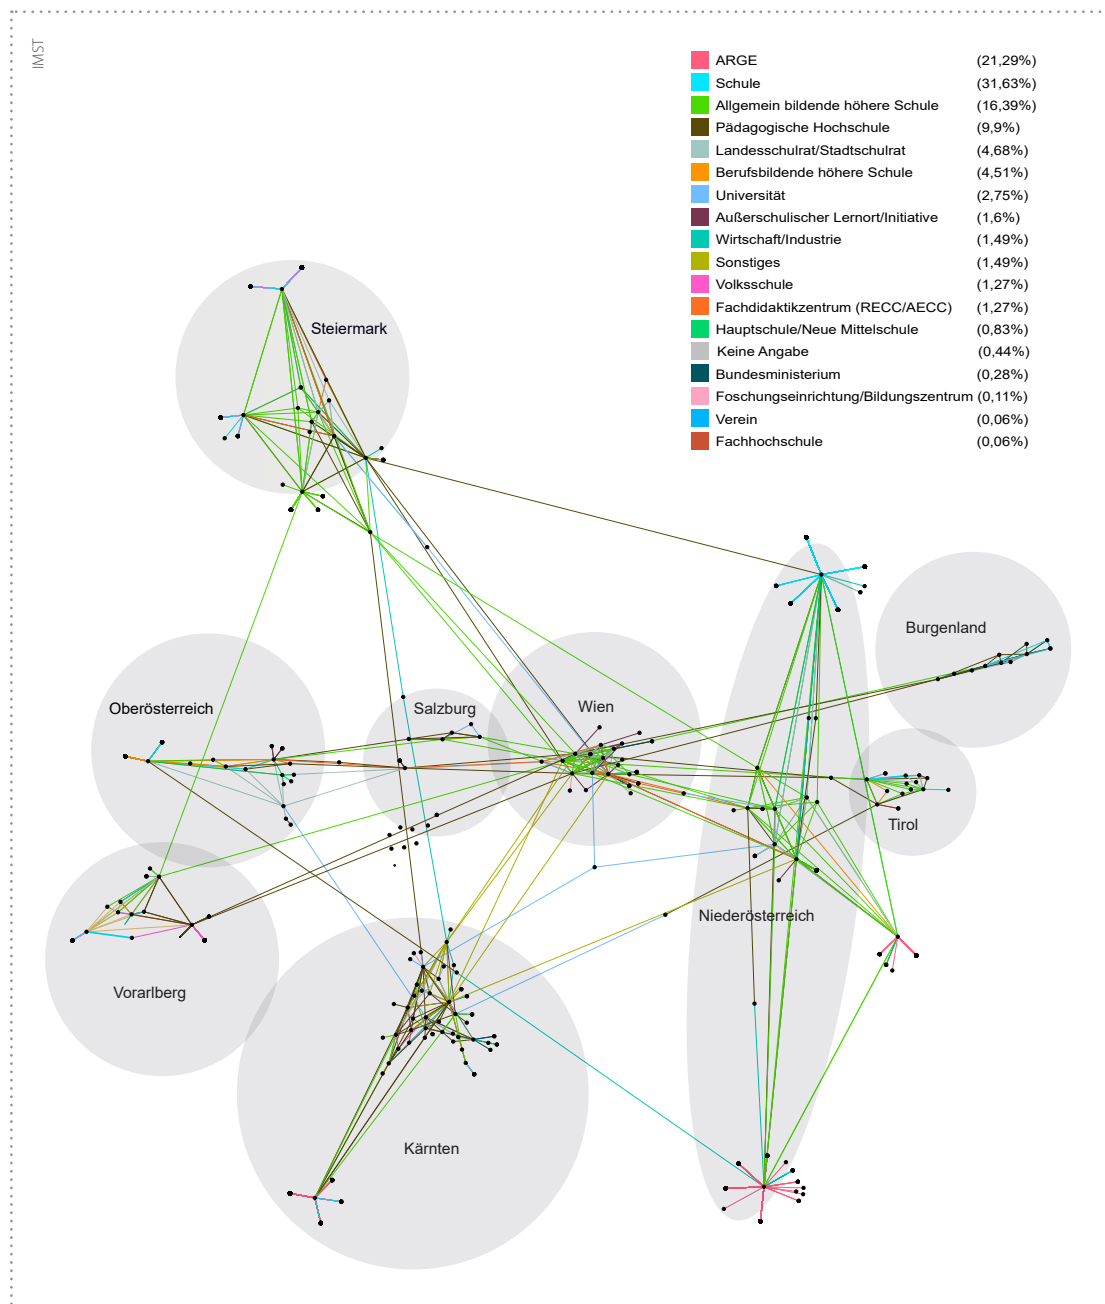 IMST
ARGE (21,29%)
Schule (31,63%)
Allgemein bildende höhere Schule (16,39%)
Pädagogische Hochschule (9,9%)
Landesschulrat/Stadtschulrat (4,68%)
Berufsbildende höhere Schule (4,51%)
Universität (2,75%)
Außerschulischer Lernort/Initiative (1,6%)
Wirtschaft/Industrie (1,49%)
Sonstiges (1,49%)
Volksschule (1,27%)
Fachdidaktikzentrum (RECC/AECC) (1,27%)
Hauptschule/Neue Mittelschule (0,83%)
Keine Angabe (0,44%)
Bundesministerium (0,28%)
Foschungseinrichtung/Bildungszentrum (0,11%)
Verein (0,06%)
Fachhochschule (0,06%)
Steiermark
Burgenland
Oberösterreich
Salzburg
Wien
Tirol
Niederösterreich
Vorarlberg
Kärnten